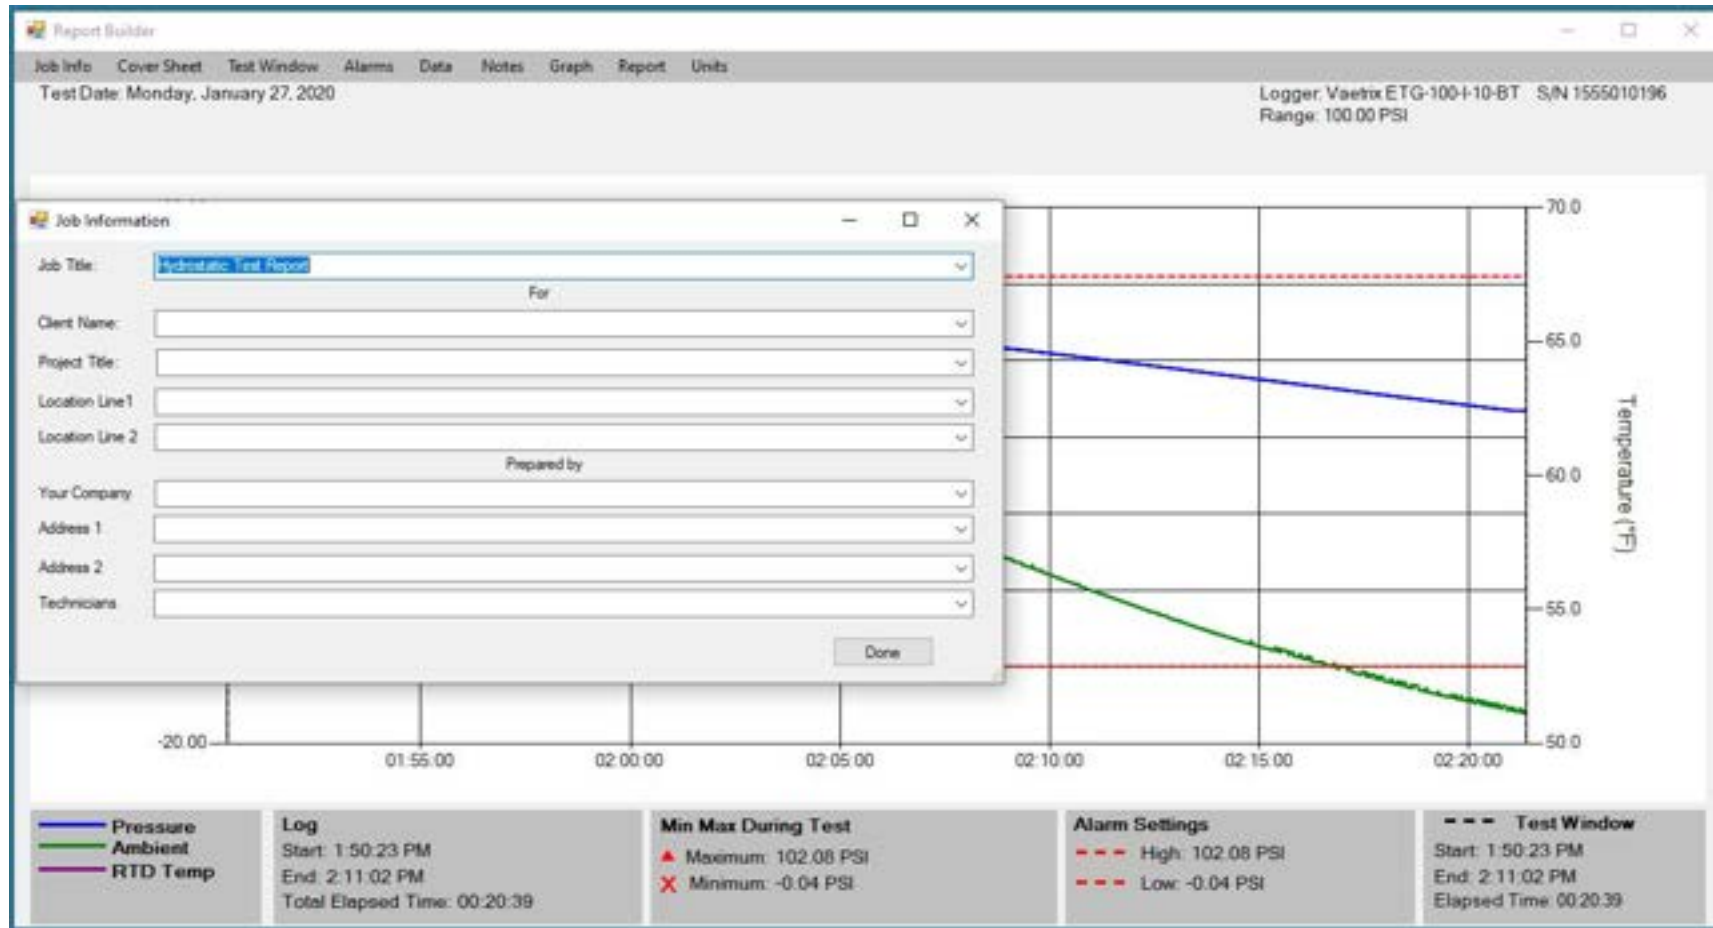 Report Builder
Job Info Cover Sheet Test Window Alarms Data Notes Graph Report Units
Test Date: Monday, January 27, 2020
Logger: Vaetrix ETG-100-I-10-BT S/N 1555010196
Range: 100.00 PSI
Job Information
Job Title: Hydrostatic Test Report
For
Client Name:
Project Title:
Location Line1
Location Line 2
Prepared by
Your Company
Address 1
Address 2
Technicians
Done
70.0
65.0
60.0
55.0
50.0
Temperature (°F)
-20.00
01:55:00 02:00:00 02:05:00 02:10:00 02:15:00 02:20:00
Pressure
Ambient
RTD Temp
Log
Start: 1:50:23 PM
End: 2:11:02 PM
Total Elapsed Time: 00:20:39
Min Max During Test
Maximum: 102.08 PSI
Minimum: -0.04 PSI
Alarm Settings
High: 102.08 PSI
Low: -0.04 PSI
Test Window
Start: 1:50:23 PM
End: 2:11:02 PM
Elapsed Time: 00:20:39